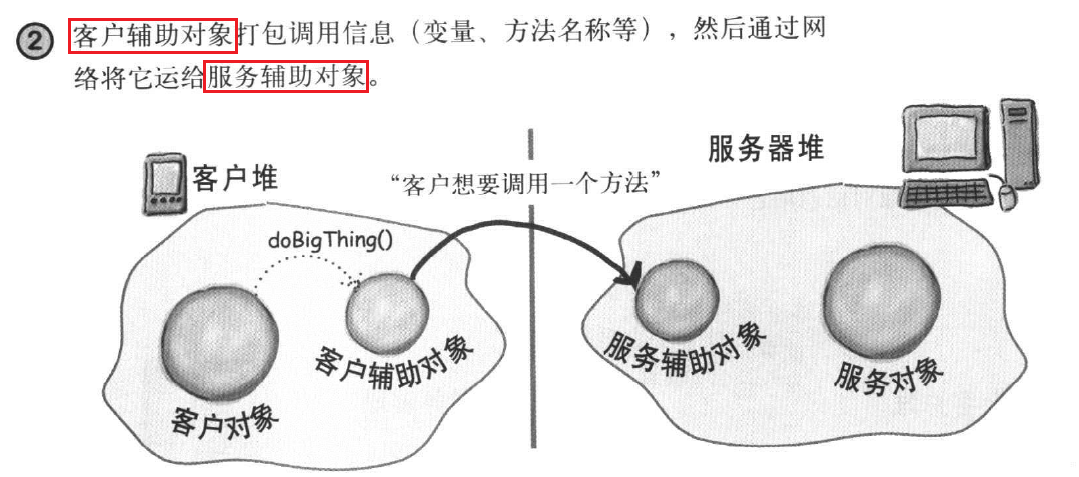 2 客户辅助对象打包调用信息（变量、方法名称等），然后通过网
络将它运给服务辅助对象。
客户堆
服务器堆
“客户想要调用一个方法”
doBigThing()
客户对象
客户辅助对象
服务辅助对象
服务对象